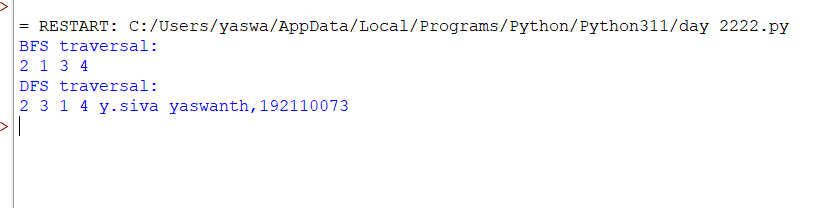 >
= RESTART: C:/Users/yaswa/AppData/Local/Programs/Python/Python311/day 2222.py
BFS traversal:
2 1 3 4
DFS traversal:
2 3 1 4 y.siva yaswanth,192110073
>